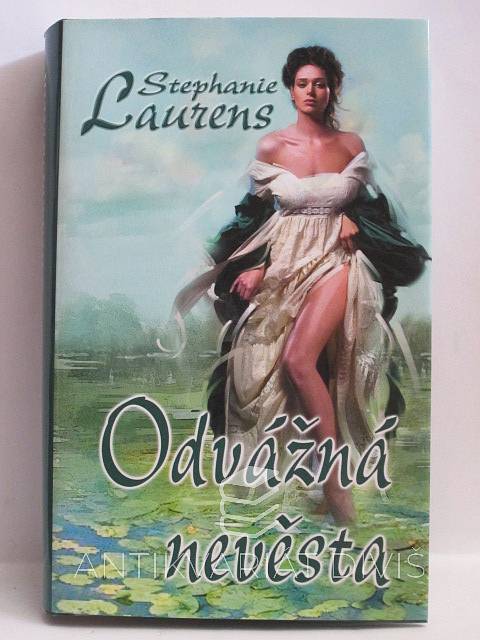 Stephanie
Laurens
Odvážná
nevěsta